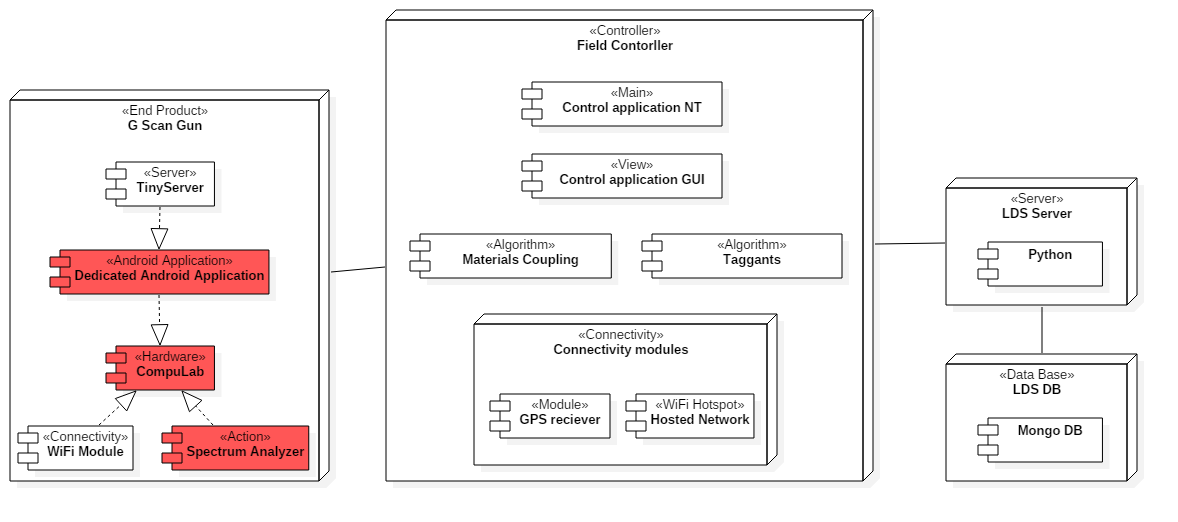 «End Product»
G Scan Gun
«Server»
TinyServer
«Android Application»
Dedicated Android Application
«Hardware»
CompuLab
«Connectivity»
WiFi Module
«Action»
Spectrum Analyzer
«Controller»
Field Contorller
«Main»
Control application NT
«View»
Control application GUI
«Algorithm»
Materials Coupling
«Algorithm»
Taggants
«Connectivity»
Connectivity modules
«Module»
GPS reciever
«WiFi Hotspot»
Hosted Network
«Server»
LDS Server
Python
«Data Base»
LDS DB
Mongo DB